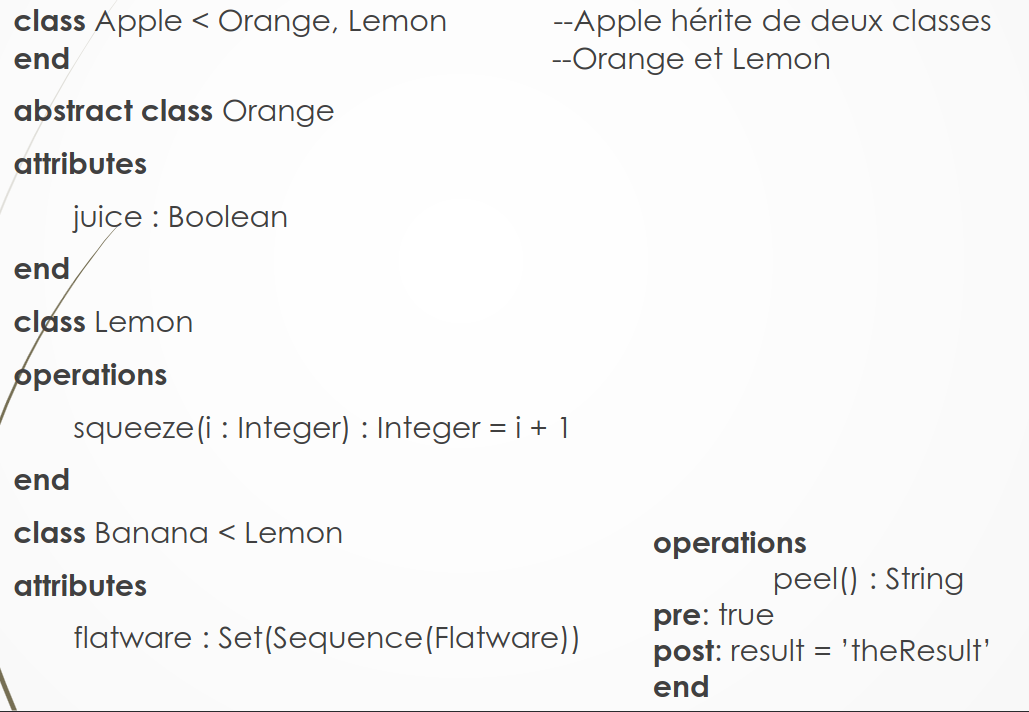 class Apple < Orange, Lemon --Apple hérite de deux classes
end --Orange et Lemon
abstract class Orange
attributes
juice : Boolean
end
class Lemon
operations
squeeze(i : Integer) : Integer = i + 1
end
class Banana < Lemon
attributes
flatware : Set(Sequence(Flatware))
operations
peel() : String
pre: true
post: result = ’theResult’
end